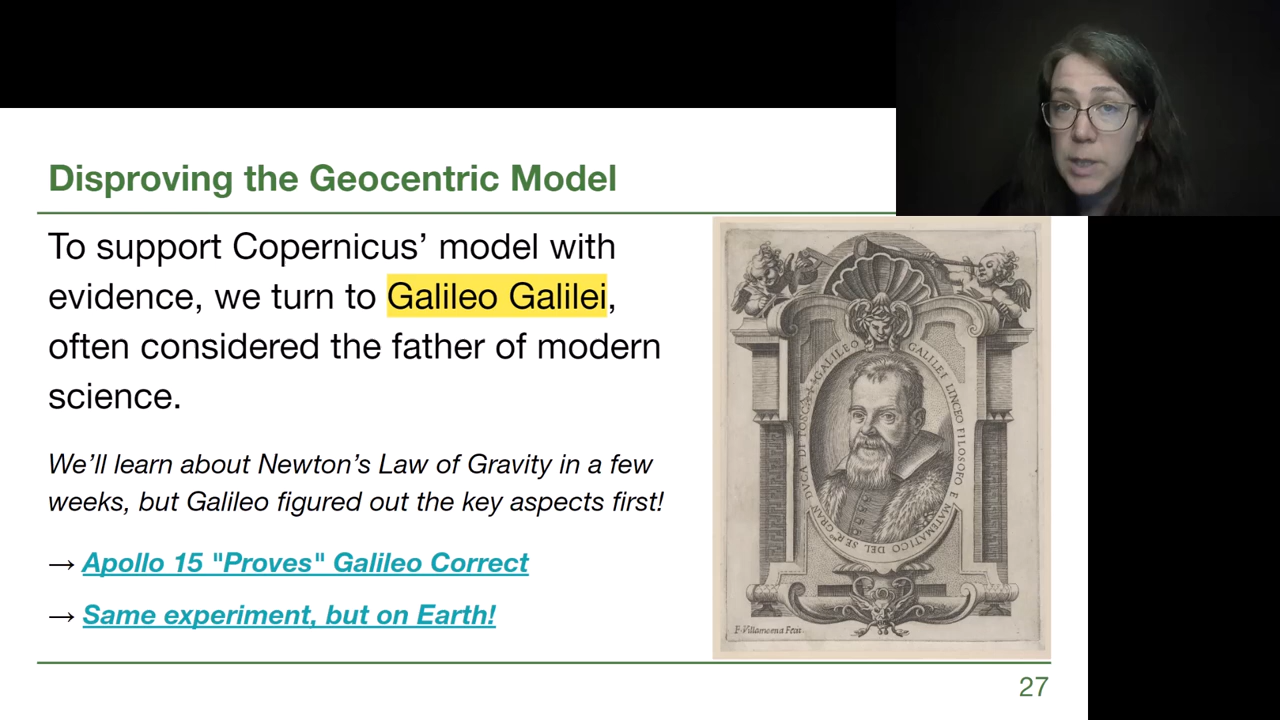 Disproving the Geocentric Model
To support Copernicus’ model with
evidence, we turn to Galileo Galilei,
often considered the father of modern
science.
We’ll learn about Newton’s Law of Gravity in a few
weeks, but Galileo figured out the key aspects first!
→ Apollo 15 "Proves" Galileo Correct
→ Same experiment, but on Earth!
GALILEO GALILEI LINCEO FILOSOFO E MATEMATICO DEL SER.mo GRAN DVCA DI TOSCA
F. Villamoena Fecit
27